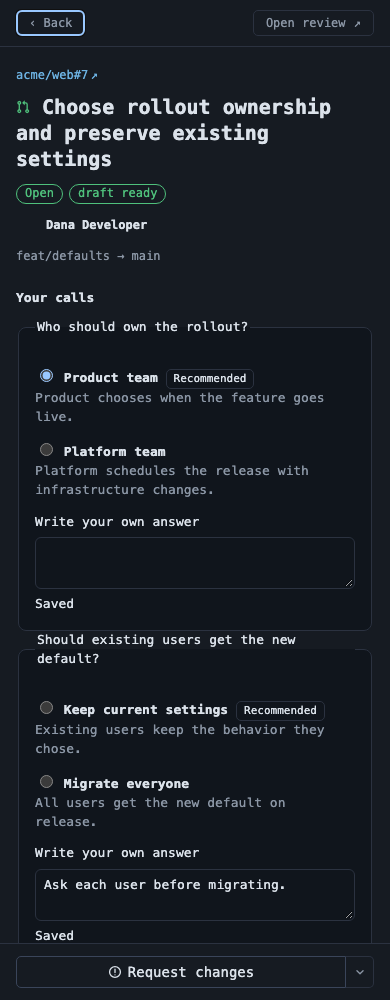 ‹ Back
Open review ↗
acme/web#7↗
Choose rollout ownership
and preserve existing
settings
Open
draft ready
Dana Developer
feat/defaults → main
Your calls
Who should own the rollout?
Product team Recommended
Product chooses when the feature goes
live.
Platform team
Platform schedules the release with
infrastructure changes.
Write your own answer
Saved
Should existing users get the new
default?
Keep current settings Recommended
Existing users keep the behavior they
chose.
Migrate everyone
All users get the new default on
release.
Write your own answer
Ask each user before migrating.
Saved
Request changes